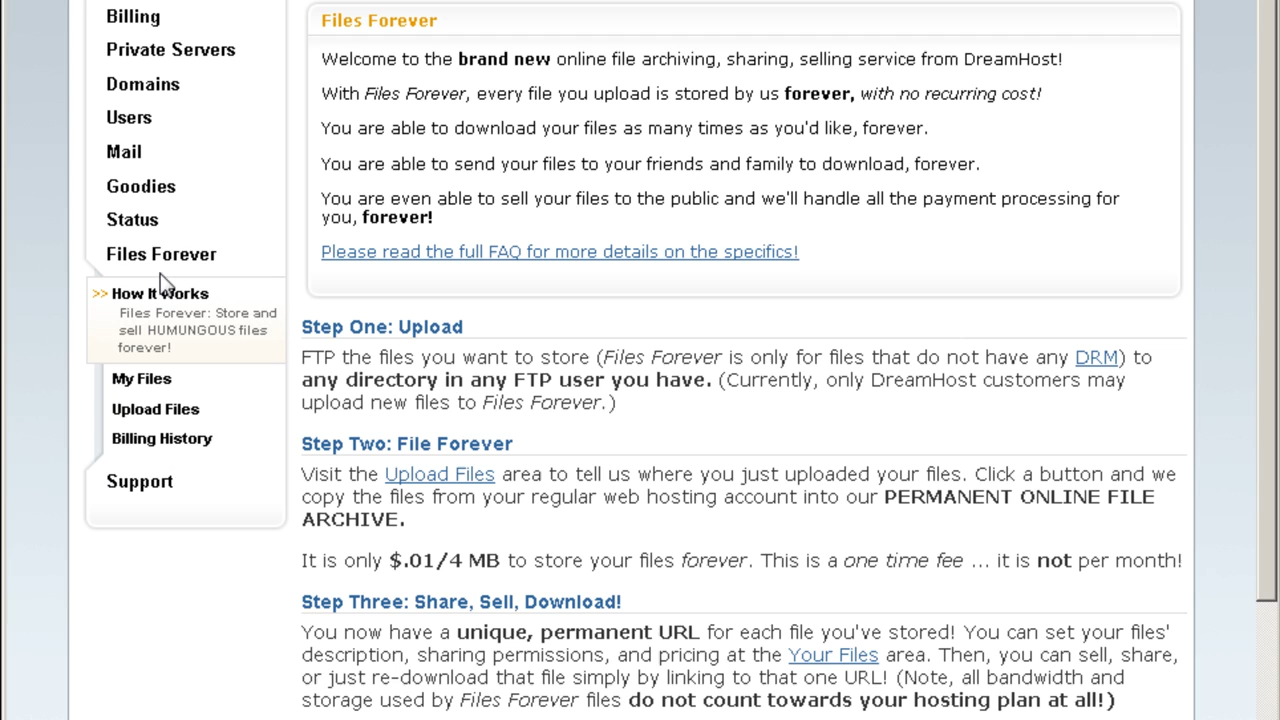 Billing
Private Servers
Domains
Users
Mail
Goodies
Status
Files Forever
>> How It Works
Files Forever: Store and
sell HUMUNGOUS files
forever!
My Files
Upload Files
Billing History
Support
Files Forever
Welcome to the brand new online file archiving, sharing, selling service from DreamHost!
With Files Forever, every file you upload is stored by us forever, with no recurring cost!
You are able to download your files as many times as you'd like, forever.
You are able to send your files to your friends and family to download, forever.
You are even able to sell your files to the public and we'll handle all the payment processing for
you, forever!
Please read the full FAQ for more details on the specifics!
Step One: Upload
FTP the files you want to store (Files Forever is only for files that do not have any DRM) to
any directory in any FTP user you have. (Currently, only DreamHost customers may
upload new files to Files Forever.)
Step Two: File Forever
Visit the Upload Files area to tell us where you just uploaded your files. Click a button and we
copy the files from your regular web hosting account into our PERMANENT ONLINE FILE
ARCHIVE.
It is only $.01/4 MB to store your files forever. This is a one time fee ... it is not per month!
Step Three: Share, Sell, Download!
You now have a unique, permanent URL for each file you've stored! You can set your files'
description, sharing permissions, and pricing at the Your Files area. Then, you can sell, share,
or just re-download that file simply by linking to that one URL! (Note, all bandwidth and
storage used by Files Forever files do not count towards your hosting plan at all!)